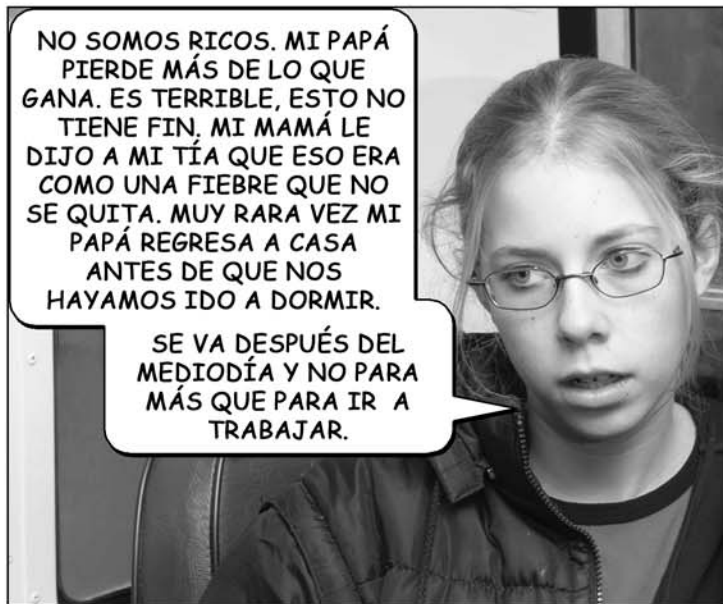 NO SOMOS RICOS. MI PAPÁ
PIERDE MÁS DE LO QUE
GANA. ES TERRIBLE, ESTO NO
TIENE FIN. MI MAMÁ LE
DIJO A MI TÍA QUE ESO ERA
COMO UNA FIEBRE QUE NO
SE QUITA. MUY RARA VEZ MI
PAPÁ REGRESA A CASA
ANTES DE QUE NOS
HAYAMOS IDO A DORMIR.
SE VA DESPUÉS DEL
MEDIODÍA Y NO PARA
MÁS QUE PARA IR A
TRABAJAR.